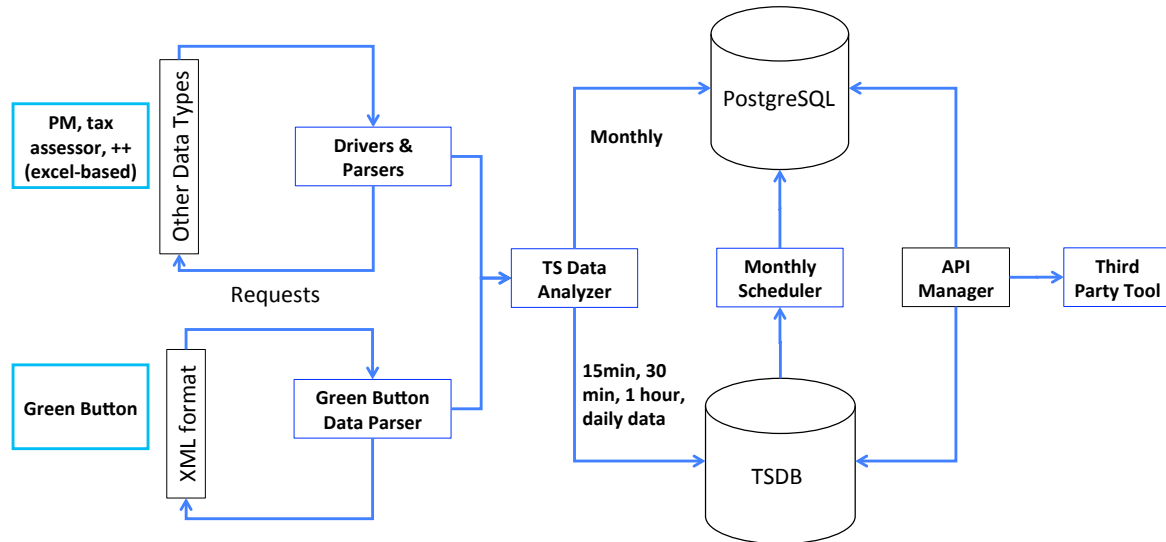 PM, tax
assessor, ++
(excel-based)
Other Data Types
Drivers &
Parsers
Requests
Green Button
XML format
Green Button
Data Parser
TS Data
Analyzer
Monthly
15min, 30
min, 1 hour,
daily data
PostgreSQL
Monthly
Scheduler
TSDB
API
Manager
Third
Party Tool